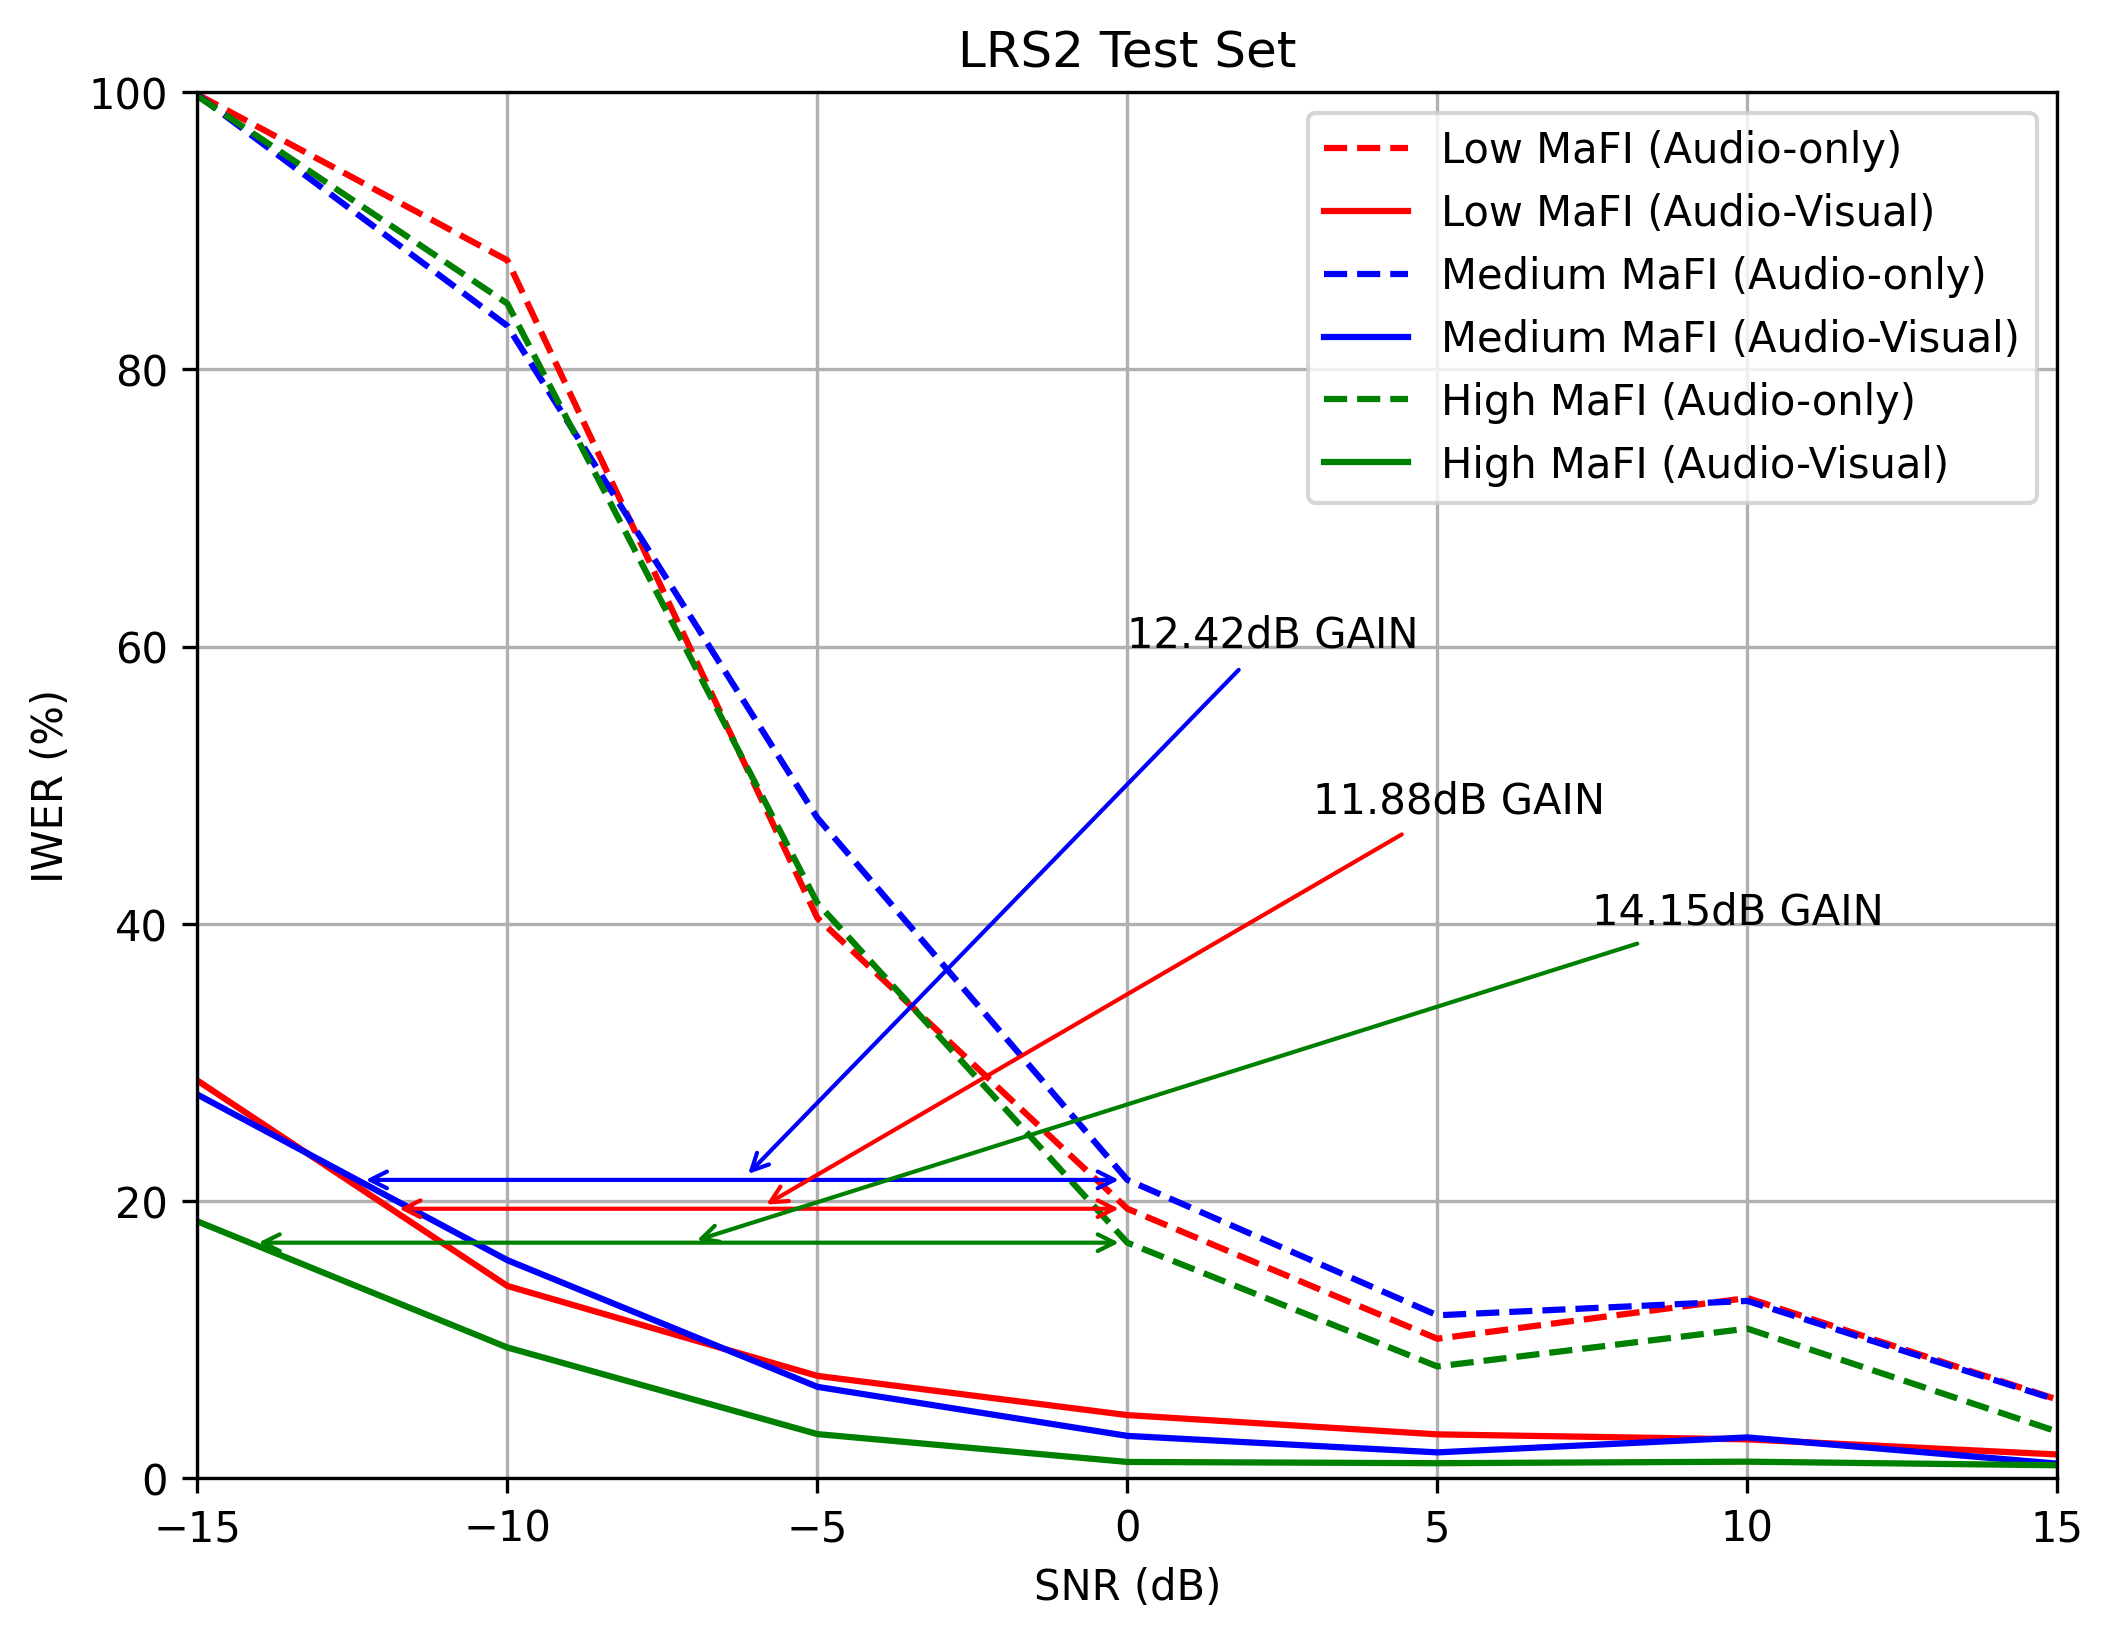 LRS2 Test Set
100
80
60
40
20
0
IWER (%)
Low MaFI (Audio-only)
Low MaFI (Audio-Visual)
Medium MaFI (Audio-only)
Medium MaFI (Audio-Visual)
High MaFI (Audio-only)
High MaFI (Audio-Visual)
12.42dB GAIN
11.88dB GAIN
14.15dB GAIN
−15 −10 −5 0 5 10 15
SNR (dB)